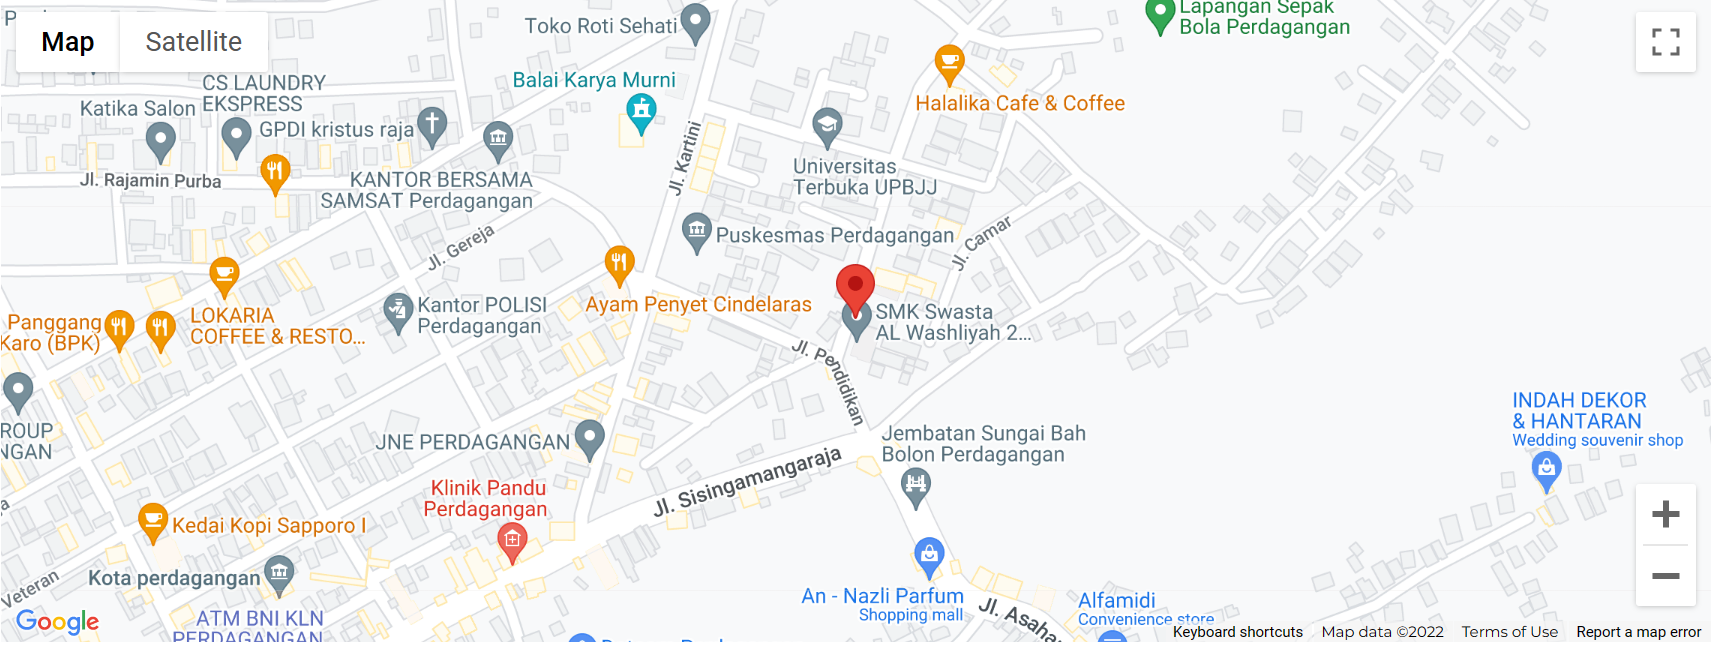 Map
Satellite
Toko Roti Sehati
Lapangan Sepak
Bola Perdagangan
CS LAUNDRY
EKSPRESS
Balai Karya Murni
Katika Salon
GPDI kristus raja
Halalika Cafe & Coffee
Jl. Kartini
Universitas
Terbuka UPBJJ
Jl. Rajamin Purba
KANTOR BERSAMA
SAMSAT Perdagangan
Puskesmas Perdagangan
Jl. Gereja
Jl. Camar
Ayam Penyet Cindelaras
Kantor POLISI
Perdagangan
LOKARIA
COFFEE & RESTO...
Panggang
Karo (BPK)
SMK Swasta
AL Washliyah 2...
Jl. Pendidikan
INDAH DEKOR
& HANTARAN
Wedding souvenir shop
ROUP
NGAN
JNE PERDAGANGAN
Jembatan Sungai Bah
Bolon Perdagangan
Jl. Sisingamangaraja
Klinik Pandu
Perdagangan
Kedai Kopi Sapporo I
Kota perdagangan
Veteran
An - Nazli Parfum
Shopping mall
Jl. Asaha
Alfamidi
Convenience store
ATM BNI KLN
PERDAGANGAN
Google
Keyboard shortcuts
Map data ©2022
Terms of Use
Report a map error